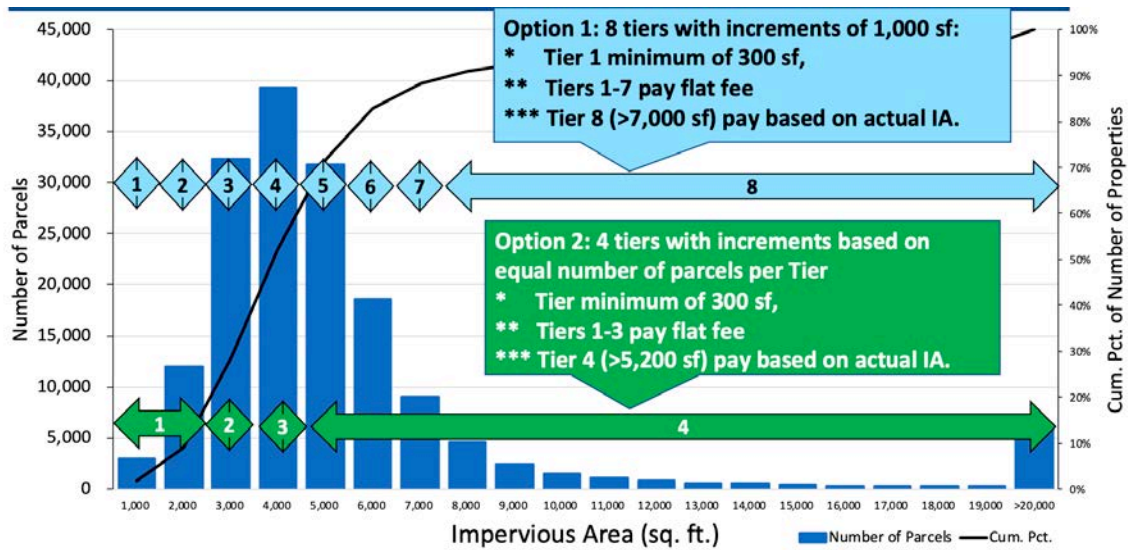 Option 1: 8 tiers with increments of 1,000 sf:
* Tier 1 minimum of 300 sf,
** Tiers 1-7 pay flat fee
*** Tier 8 (>7,000 sf) pay based on actual IA.
Option 2: 4 tiers with increments based on
equal number of parcels per Tier
* Tier minimum of 300 sf,
** Tiers 1-3 pay flat fee
*** Tier 4 (>5,200 sf) pay based on actual IA.
Number of Parcels
45,000
40,000
35,000
30,000
25,000
20,000
15,000
10,000
5,000
0
1 2 3 4 5 6 7 8
1 2 3 4
100%
90%
80%
70%
60%
50%
40%
30%
20%
10%
0%
Cum. Pct. of Number of Properties
1,000 2,000 3,000 4,000 5,000 6,000 7,000 8,000 9,000 10,000 11,000 12,000 13,000 14,000 15,000 16,000 17,000 18,000 19,000 >20,000
Impervious Area (sq. ft.)
Number of Parcels Cum. Pct.